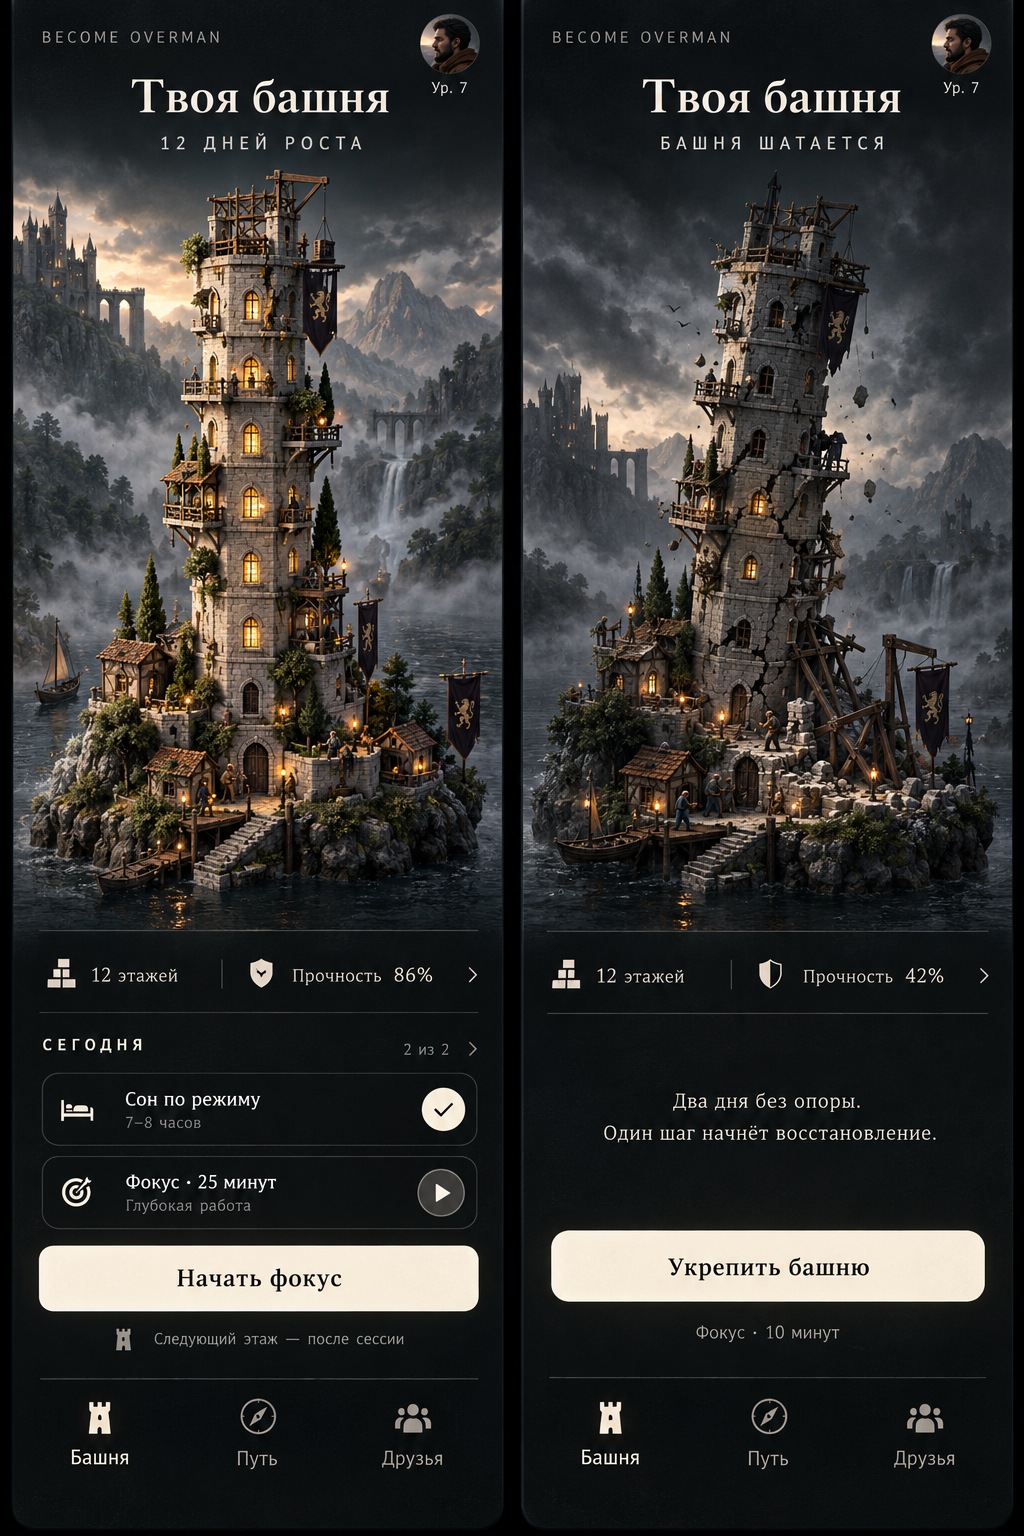 BECOME OVERMAN
Ур. 7
Твоя башня
12 ДНЕЙ РОСТА
12 этажей
Прочность 86%
СЕГОДНЯ
2 из 2
Сон по режиму
7–8 часов
Фокус • 25 минут
Глубокая работа
Начать фокус
Следующий этаж — после сессии
Башня
Путь
Друзья
BECOME OVERMAN
Ур. 7
Твоя башня
БАШНЯ ШАТАЕТСЯ
12 этажей
Прочность 42%
Два дня без опоры.
Один шаг начнёт восстановление.
Укрепить башню
Фокус • 10 минут
Башня
Путь
Друзья